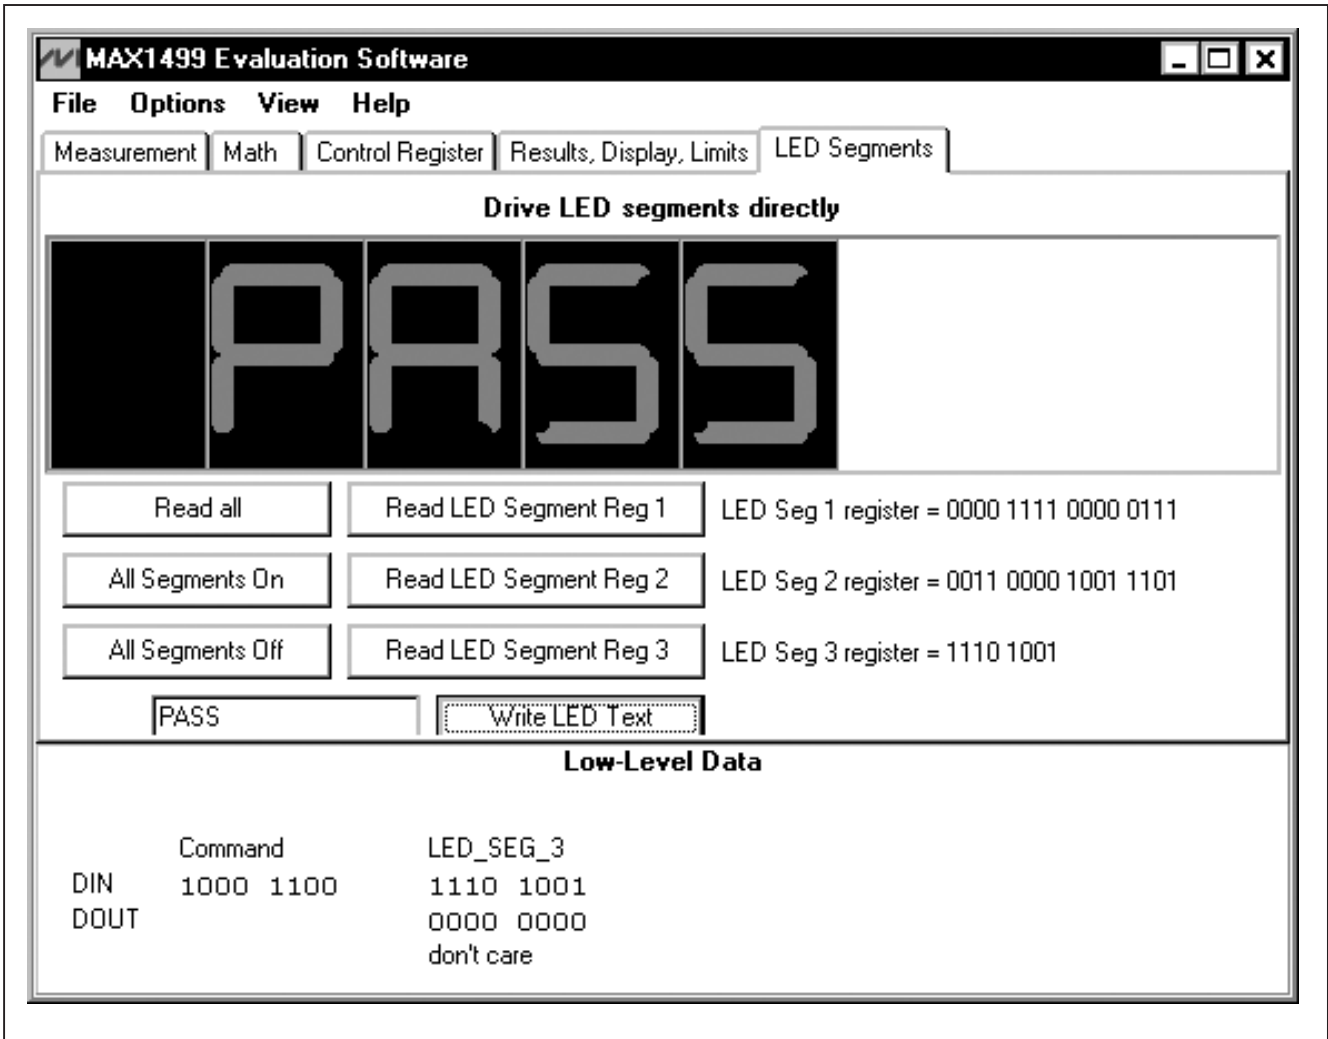 MAX1499 Evaluation Software
File Options View Help
Measurement Math Control Register Results, Display, Limits LED Segments
Drive LED segments directly
PASS
Read all Read LED Segment Reg 1 LED Seg 1 register = 0000 1111 0000 0111
All Segments On Read LED Segment Reg 2 LED Seg 2 register = 0011 0000 1001 1101
All Segments Off Read LED Segment Reg 3 LED Seg 3 register = 1110 1001
PASS Write LED Text
Low-Level Data
Command LED_SEG_3
DIN 1000 1100 1110 1001
DOUT 0000 0000
don't care